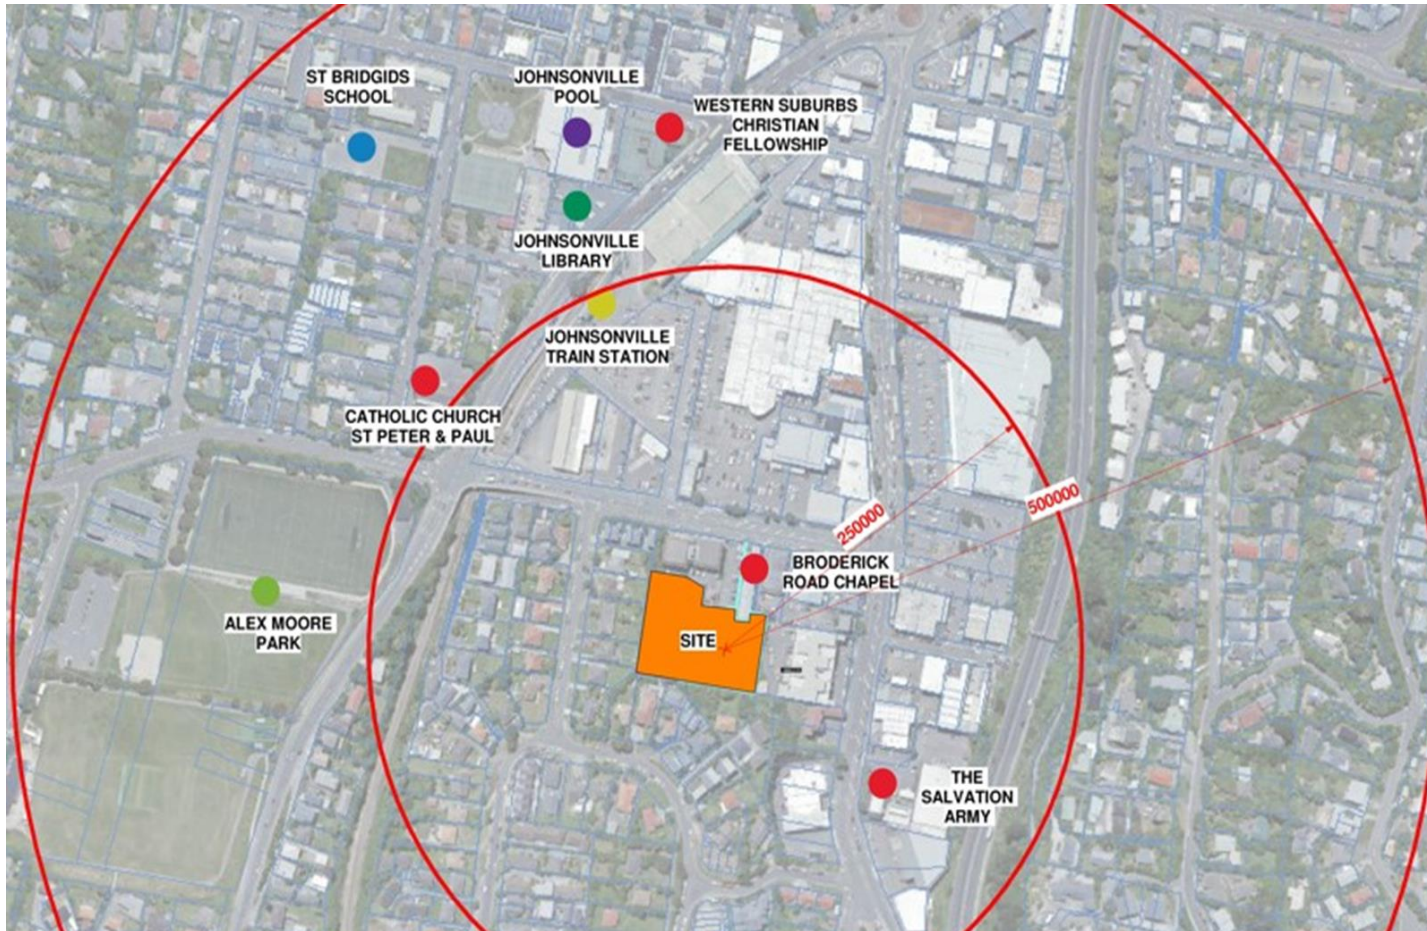 ST BRIDGIDS
SCHOOL
JOHNSONVILLE
POOL
WESTERN SUBURBS
CHRISTIAN
FELLOWSHIP
JOHNSONVILLE
LIBRARY
JOHNSONVILLE
TRAIN STATION
CATHOLIC CHURCH
ST PETER & PAUL
250000
500000
BRODERICK
ROAD CHAPEL
ALEX MOORE
PARK
SITE
THE
SALVATION
ARMY